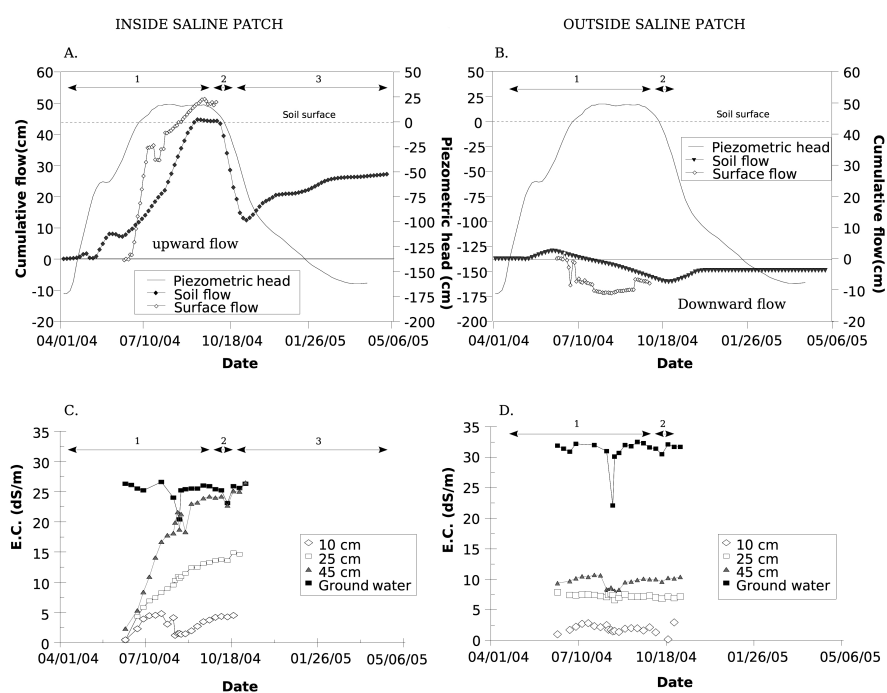 INSIDE SALINE PATCH
OUTSIDE SALINE PATCH
A.
1 2 3
60 50 40 30 20 10 0 -10 -20
Cumulative flow(cm)
50 25 0 -25 -50 -75 -100 -125 -150 -175 -200
Piezometric head (cm)
Soil surface
upward flow
Piezometric head
Soil flow
Surface flow
04/01/04 07/10/04 10/18/04 01/26/05 05/06/05
Date
B.
1 2
50 25 0 -25 -50 -75 -100 -125 -150 -175 -200
60 50 40 30 20 10 0 -10 -20
Cumulative flow(cm)
Soil surface
Piezometric head
Soil flow
Surface flow
Downward flow
04/01/04 07/10/04 10/18/04 01/26/05 05/06/05
Date
C.
1 2 3
35 30 25 20 15 10 5 0
E.C. (dS/m)
10 cm
25 cm
45 cm
Ground water
04/01/04 07/10/04 10/18/04 01/26/05 05/06/05
Date
D.
1 2
35 30 25 20 15 10 5 0
E.C. (dS/m)
10 cm
25 cm
45 cm
Ground water
04/01/04 07/10/04 10/18/04 01/26/05 05/06/05
Date